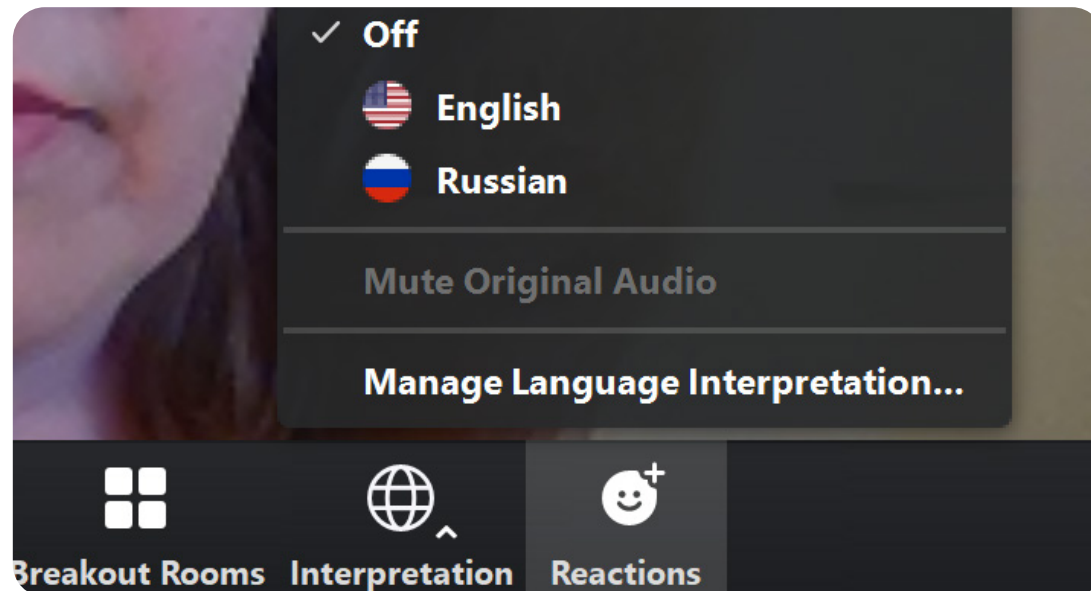 Off
English
Russian
Mute Original Audio
Manage Language Interpretation...
Breakout Rooms Interpretation Reactions